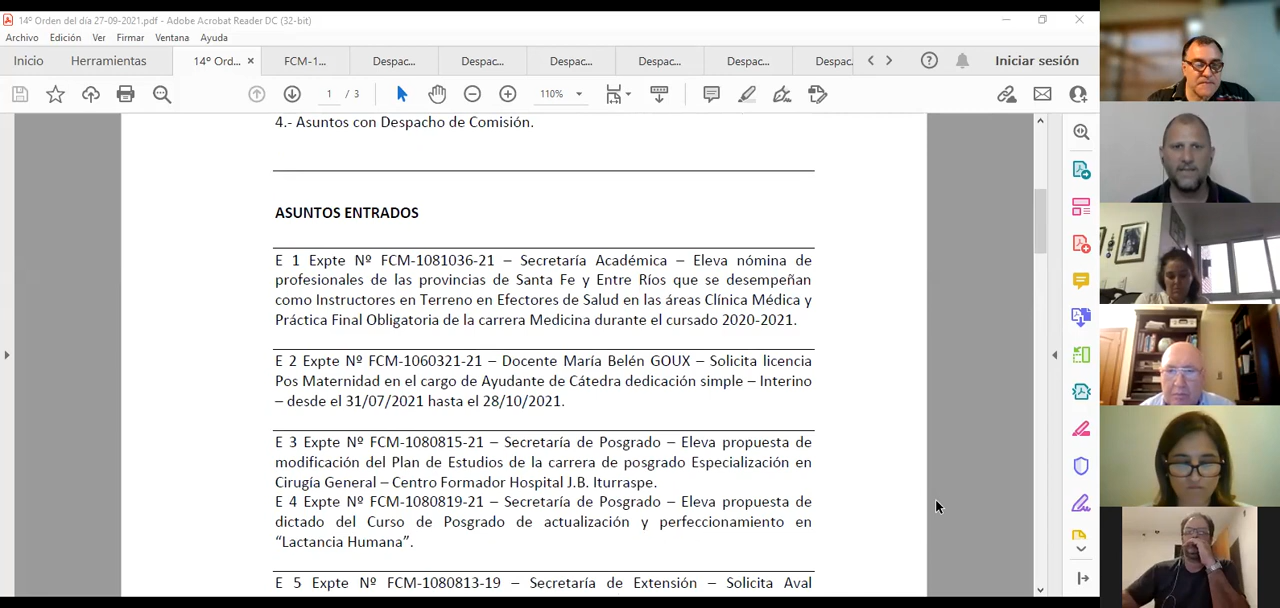 14º Orden del día 27-09-2021.pdf - Adobe Acrobat Reader DC (32-bit)
Archivo Edición Ver Firmar Ventana Ayuda
Inicio Herramientas 14º Ord... × FCM-1... Despac... Despac... Despac... Despac... Despac... Despac Iniciar sesión
1 / 3 110%
4.- Asuntos con Despacho de Comisión.
ASUNTOS ENTRADOS
E 1 Expte Nº FCM-1081036-21 – Secretaría Académica – Eleva nómina de
profesionales de las provincias de Santa Fe y Entre Ríos que se desempeñan
como Instructores en Terreno en Efectores de Salud en las áreas Clínica Médica y
Práctica Final Obligatoria de la carrera Medicina durante el cursado 2020-2021.
E 2 Expte Nº FCM-1060321-21 – Docente María Belén GOUX – Solicita licencia
Pos Maternidad en el cargo de Ayudante de Cátedra dedicación simple – Interino
– desde el 31/07/2021 hasta el 28/10/2021.
E 3 Expte Nº FCM-1080815-21 – Secretaría de Posgrado – Eleva propuesta de
modificación del Plan de Estudios de la carrera de posgrado Especialización en
Cirugía General – Centro Formador Hospital J.B. Iturraspe.
E 4 Expte Nº FCM-1080819-21 – Secretaría de Posgrado – Eleva propuesta de
dictado del Curso de Posgrado de actualización y perfeccionamiento en
“Lactancia Humana”.
E 5 Expte Nº FCM-1080813-19 – Secretaría de Extensión – Solicita Aval